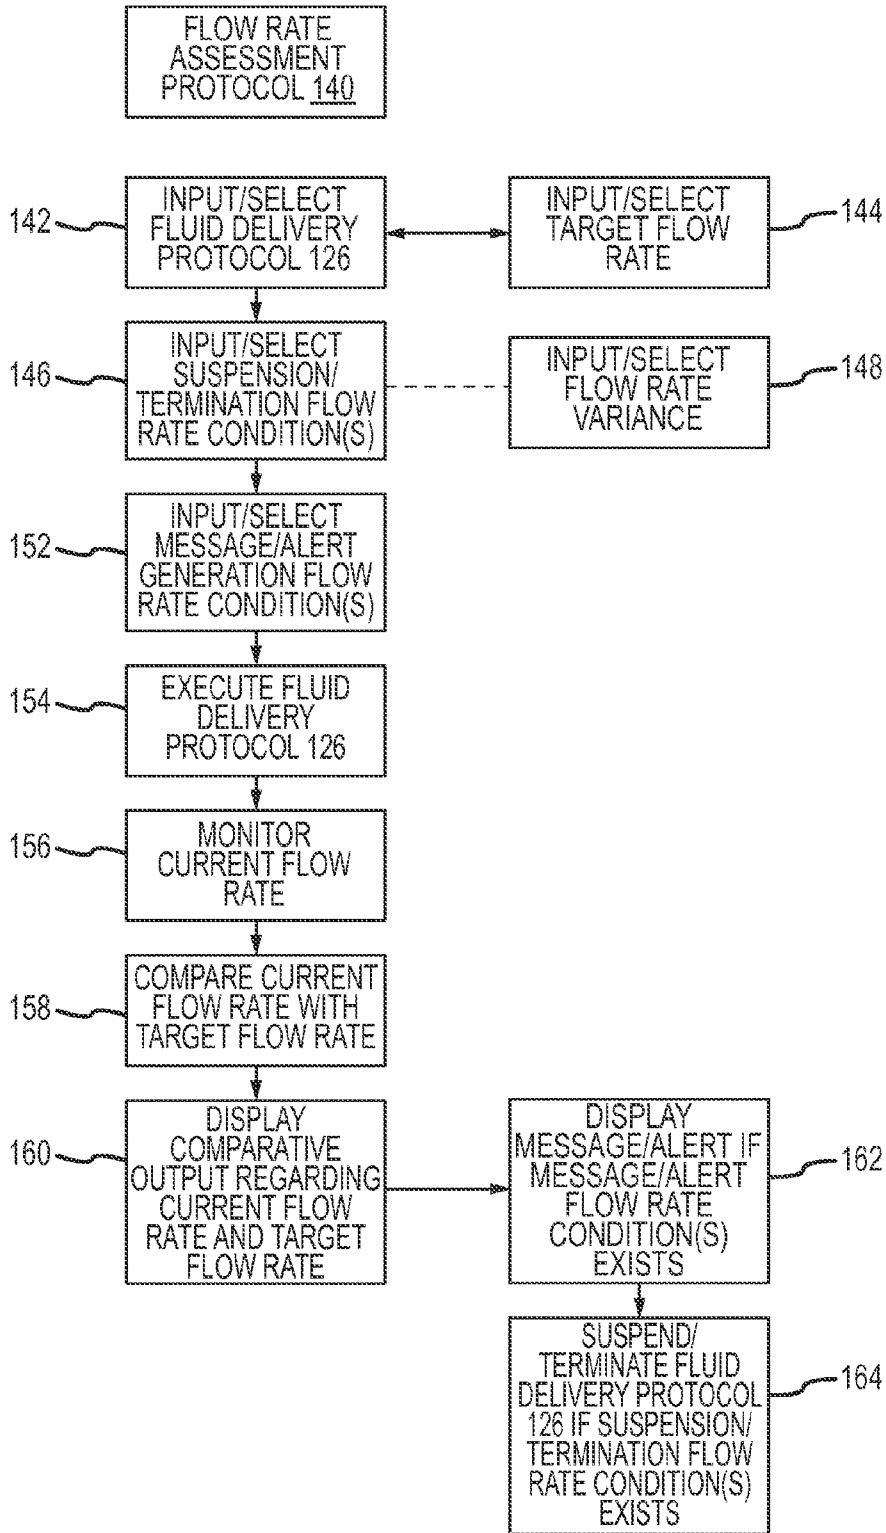 FLOW RATE
ASSESSMENT
PROTOCOL 140
142
INPUT/SELECT
FLUID DELIVERY
PROTOCOL 126
INPUT/SELECT
TARGET FLOW
RATE
144
146
INPUT/SELECT
SUSPENSION/
TERMINATION FLOW
RATE CONDITION(S)
INPUT/SELECT
FLOW RATE
VARIANCE
148
152
INPUT/SELECT
MESSAGE/ALERT
GENERATION FLOW
RATE CONDITION(S)
154
EXECUTE FLUID
DELIVERY
PROTOCOL 126
156
MONITOR
CURRENT FLOW
RATE
158
COMPARE CURRENT
FLOW RATE WITH
TARGET FLOW RATE
160
DISPLAY
COMPARATIVE
OUTPUT REGARDING
CURRENT FLOW
RATE AND TARGET
FLOW RATE
DISPLAY
MESSAGE/ALERT IF
MESSAGE/ALERT
FLOW RATE
CONDITION(S)
EXISTS
162
SUSPEND/
TERMINATE FLUID
DELIVERY PROTOCOL
126 IF SUSPENSION/
TERMINATION FLOW
RATE CONDITION(S)
EXISTS
164